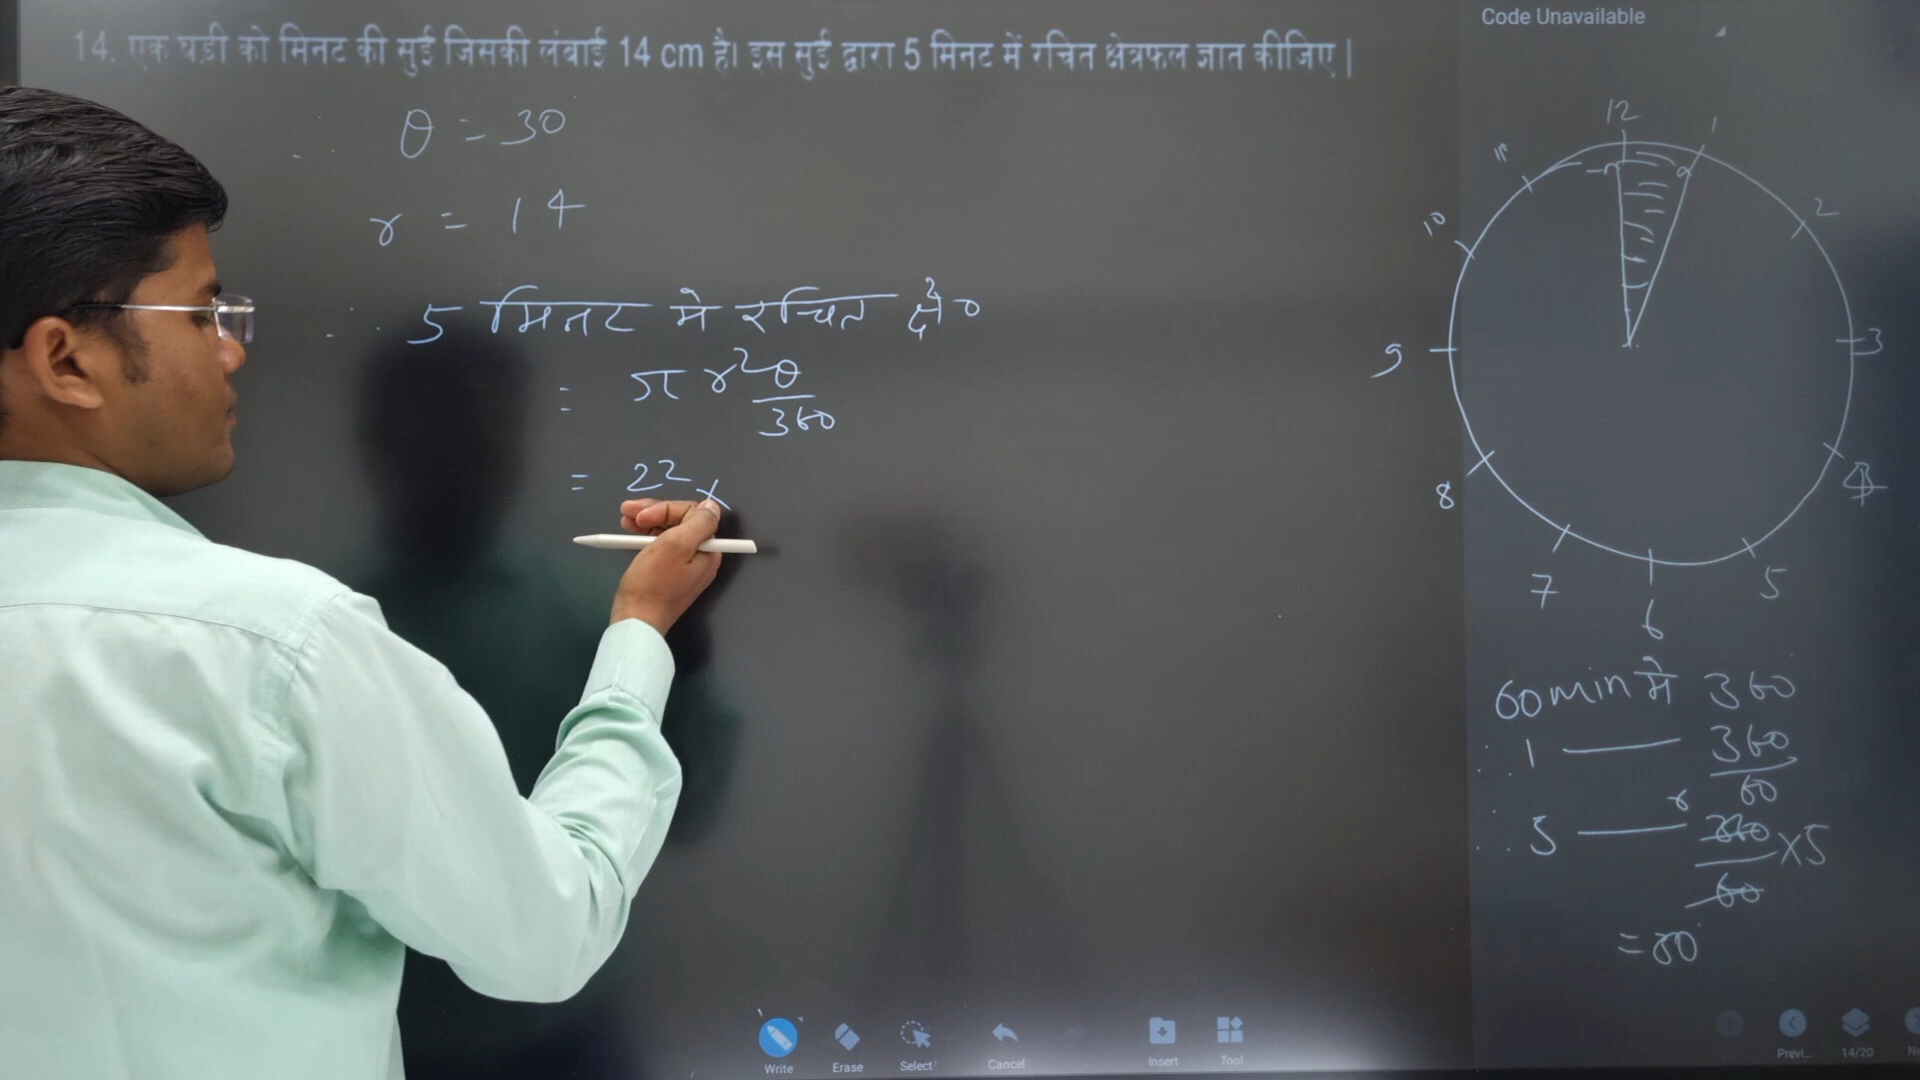 14. एक घड़ी को मिनट की सुई जिसकी लंबाई 14 cm है। इस सुई द्वारा 5 मिनट में रचित क्षेत्रफल ज्ञात कीजिए |
θ = 30
r = 14
∴ 5 मिनट मे रचित क्षे०
= πr²θ/360
= 22 ×
Code Unavailable
12
1
2
3
4
5
6
7
8
9
10
11
60 min मे 360
∴ 1 — 360/60
∴ 5 — 360/60 × 5
= 30
Write
Erase
Select
Cancel
Insert
Tool
Previ...
14/20